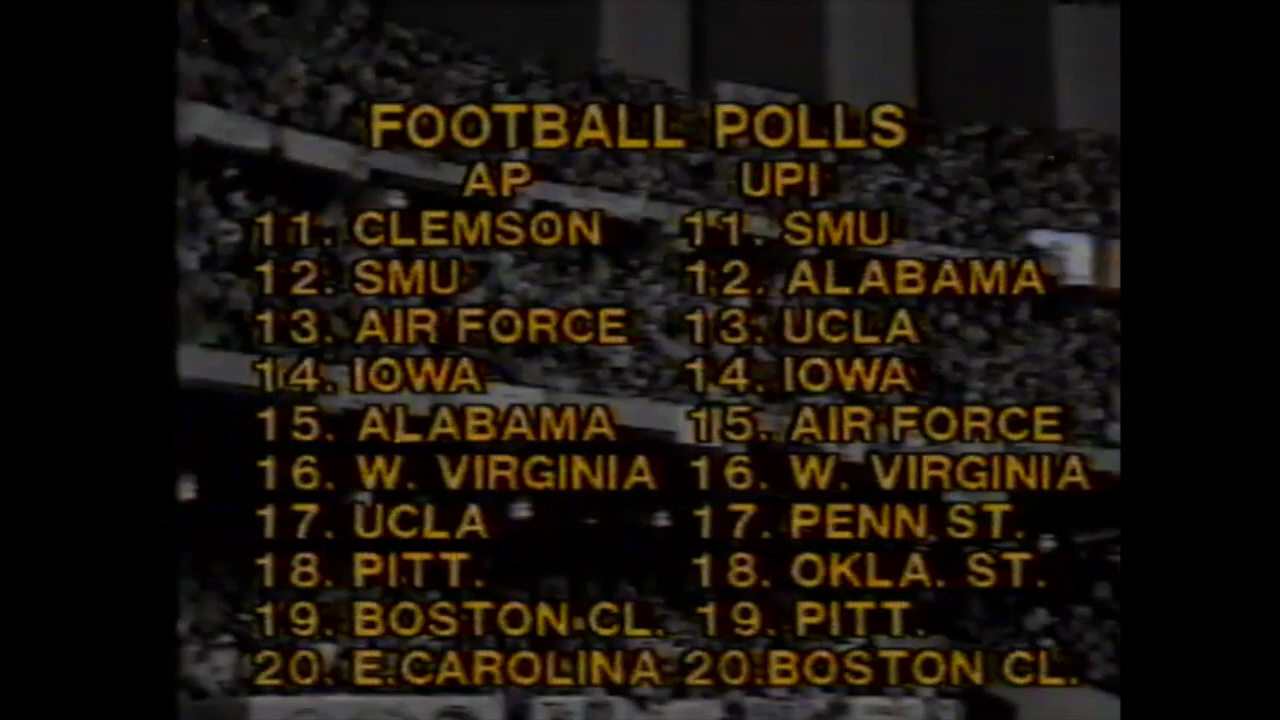 FOOTBALL POLLS
AP UPI
11. CLEMSON 11. SMU
12. SMU 12. ALABAMA
13. AIR FORCE 13. UCLA
14. IOWA 14. IOWA
15. ALABAMA 15. AIR FORCE
16. W. VIRGINIA 16. W. VIRGINIA
17. UCLA 17. PENN ST.
18. PITT. 18. OKLA. ST.
19. BOSTON CL. 19. PITT.
20. E.CAROLINA 20.BOSTON CL.